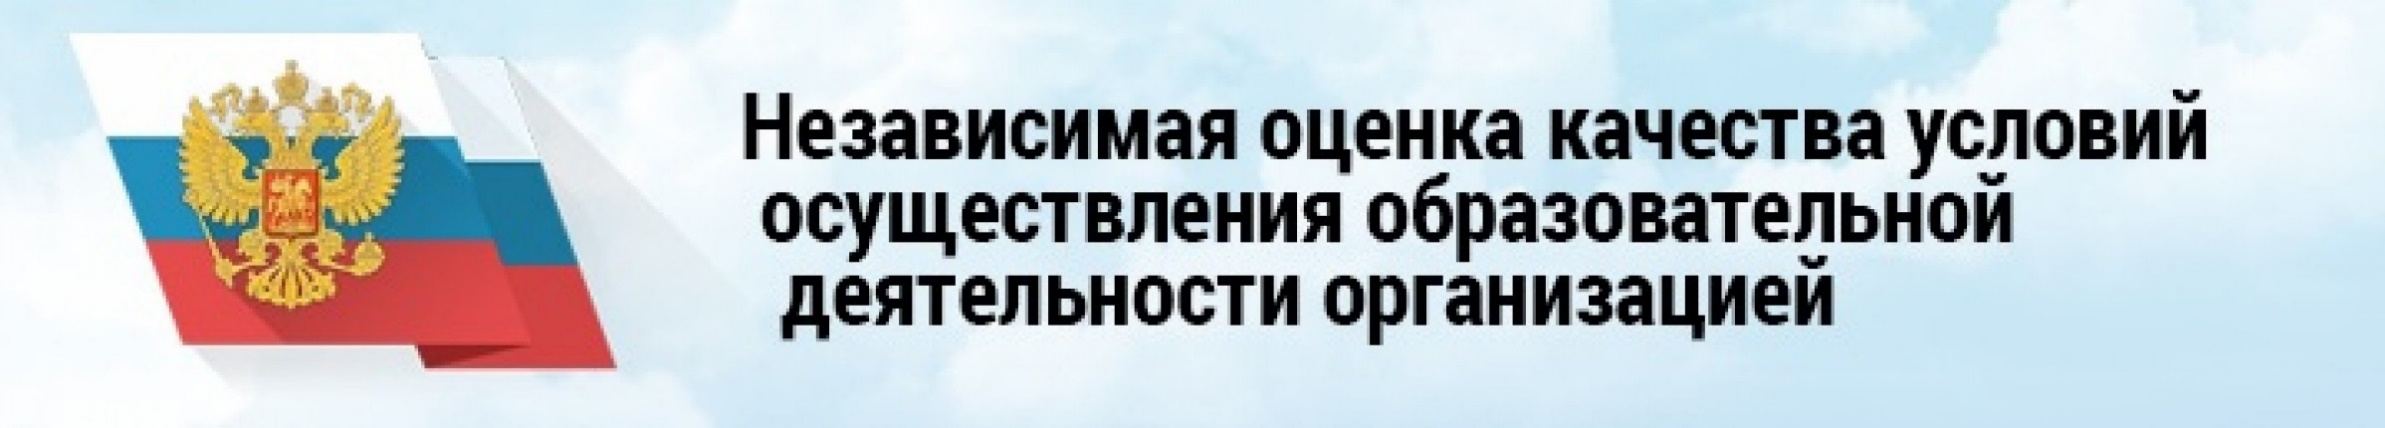 Независимая оценка качества условий
осуществления образовательной
деятельности организацией